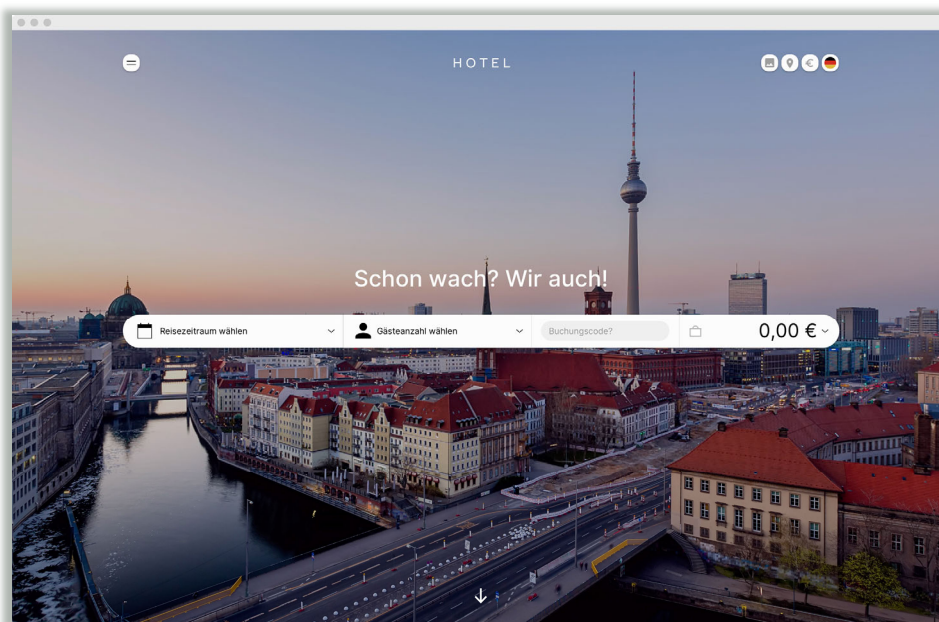 HOTEL
€
Schon wach? Wir auch!
Reisezeitraum wählen
Gästeanzahl wählen
Buchungscode?
0,00 €